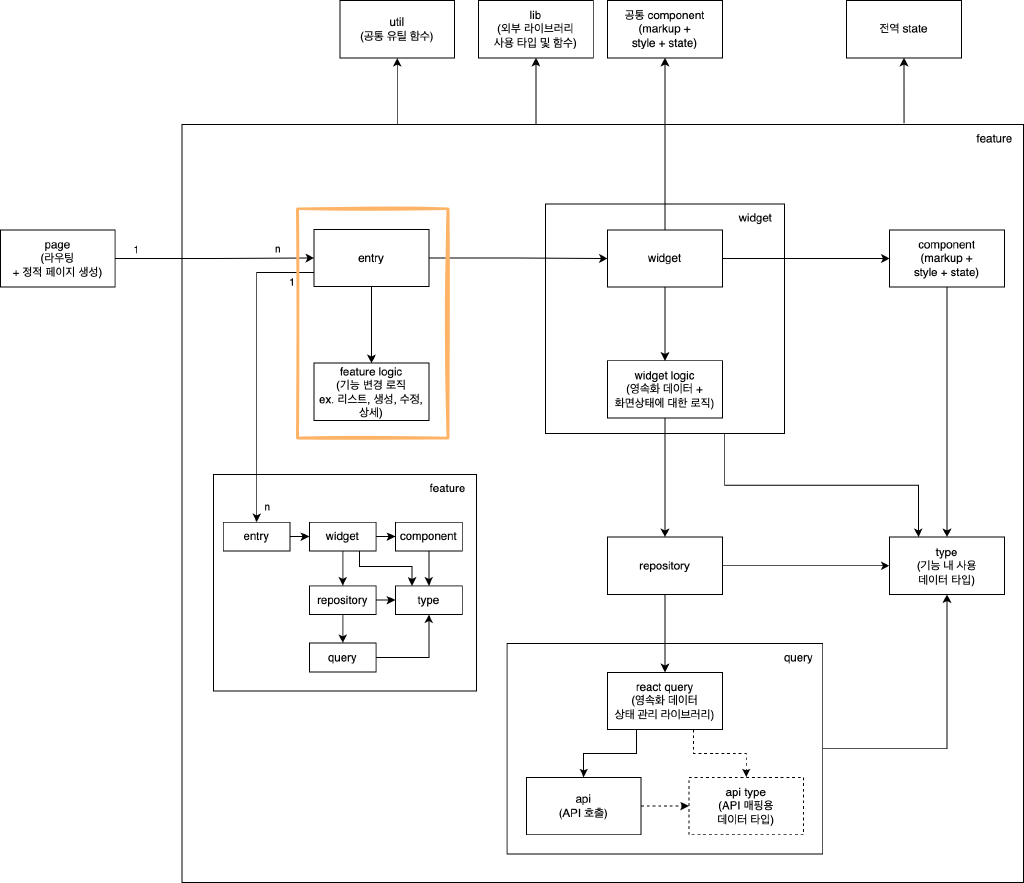 util
(공통 유틸 함수)
lib
(외부 라이브러리
사용 타입 및 함수)
공통 component
(markup +
style + state)
전역 state
feature
page
(라우팅
+ 정적 페이지 생성)
1
n
entry
1
feature logic
(기능 변경 로직
ex. 리스트, 생성, 수정,
상세)
widget
widget
widget logic
(영속화 데이터 +
화면상태에 대한 로직)
component
(markup +
style + state)
feature
n
entry
widget
component
repository
type
query
repository
type
(기능 내 사용
데이터 타입)
query
react query
(영속화 데이터
상태 관리 라이브러리)
api
(API 호출)
api type
(API 매핑용
데이터 타입)